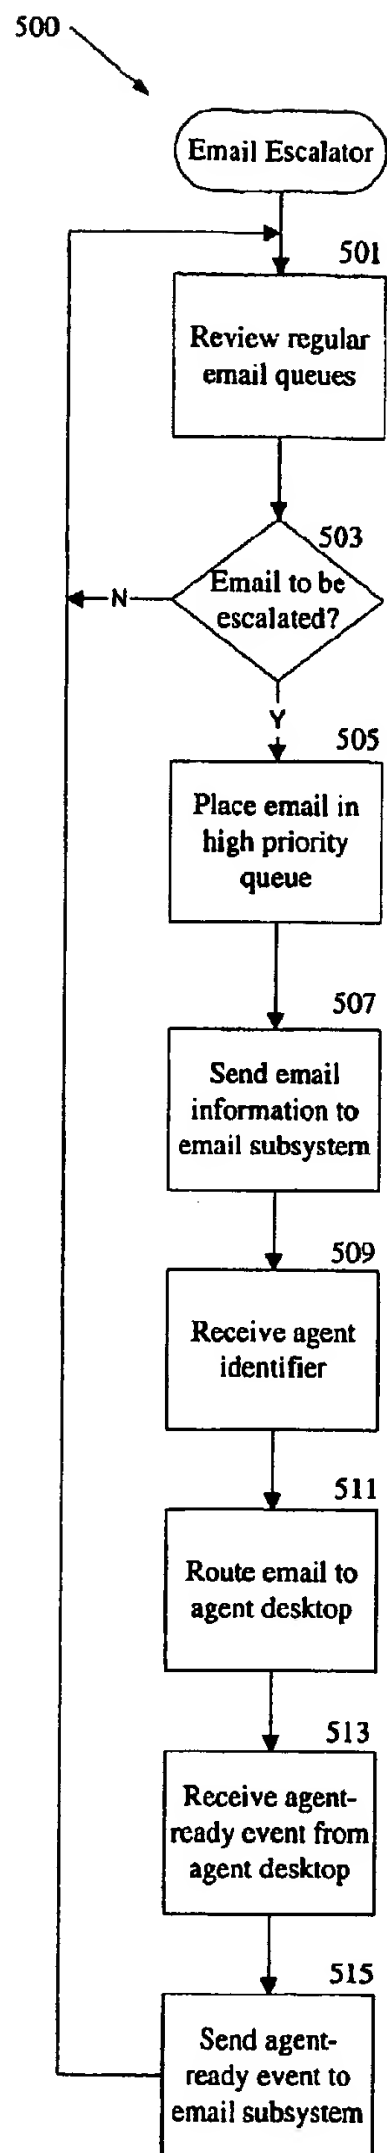 500
Email Escalator
501
Review regular
email queues
503
Email to be
escalated?
N
Y
505
Place email in
high priority
queue
507
Send email
information to
email subsystem
509
Receive agent
identifier
511
Route email to
agent desktop
513
Receive agent-
ready event from
agent desktop
515
Send agent-
ready event to
email subsystem